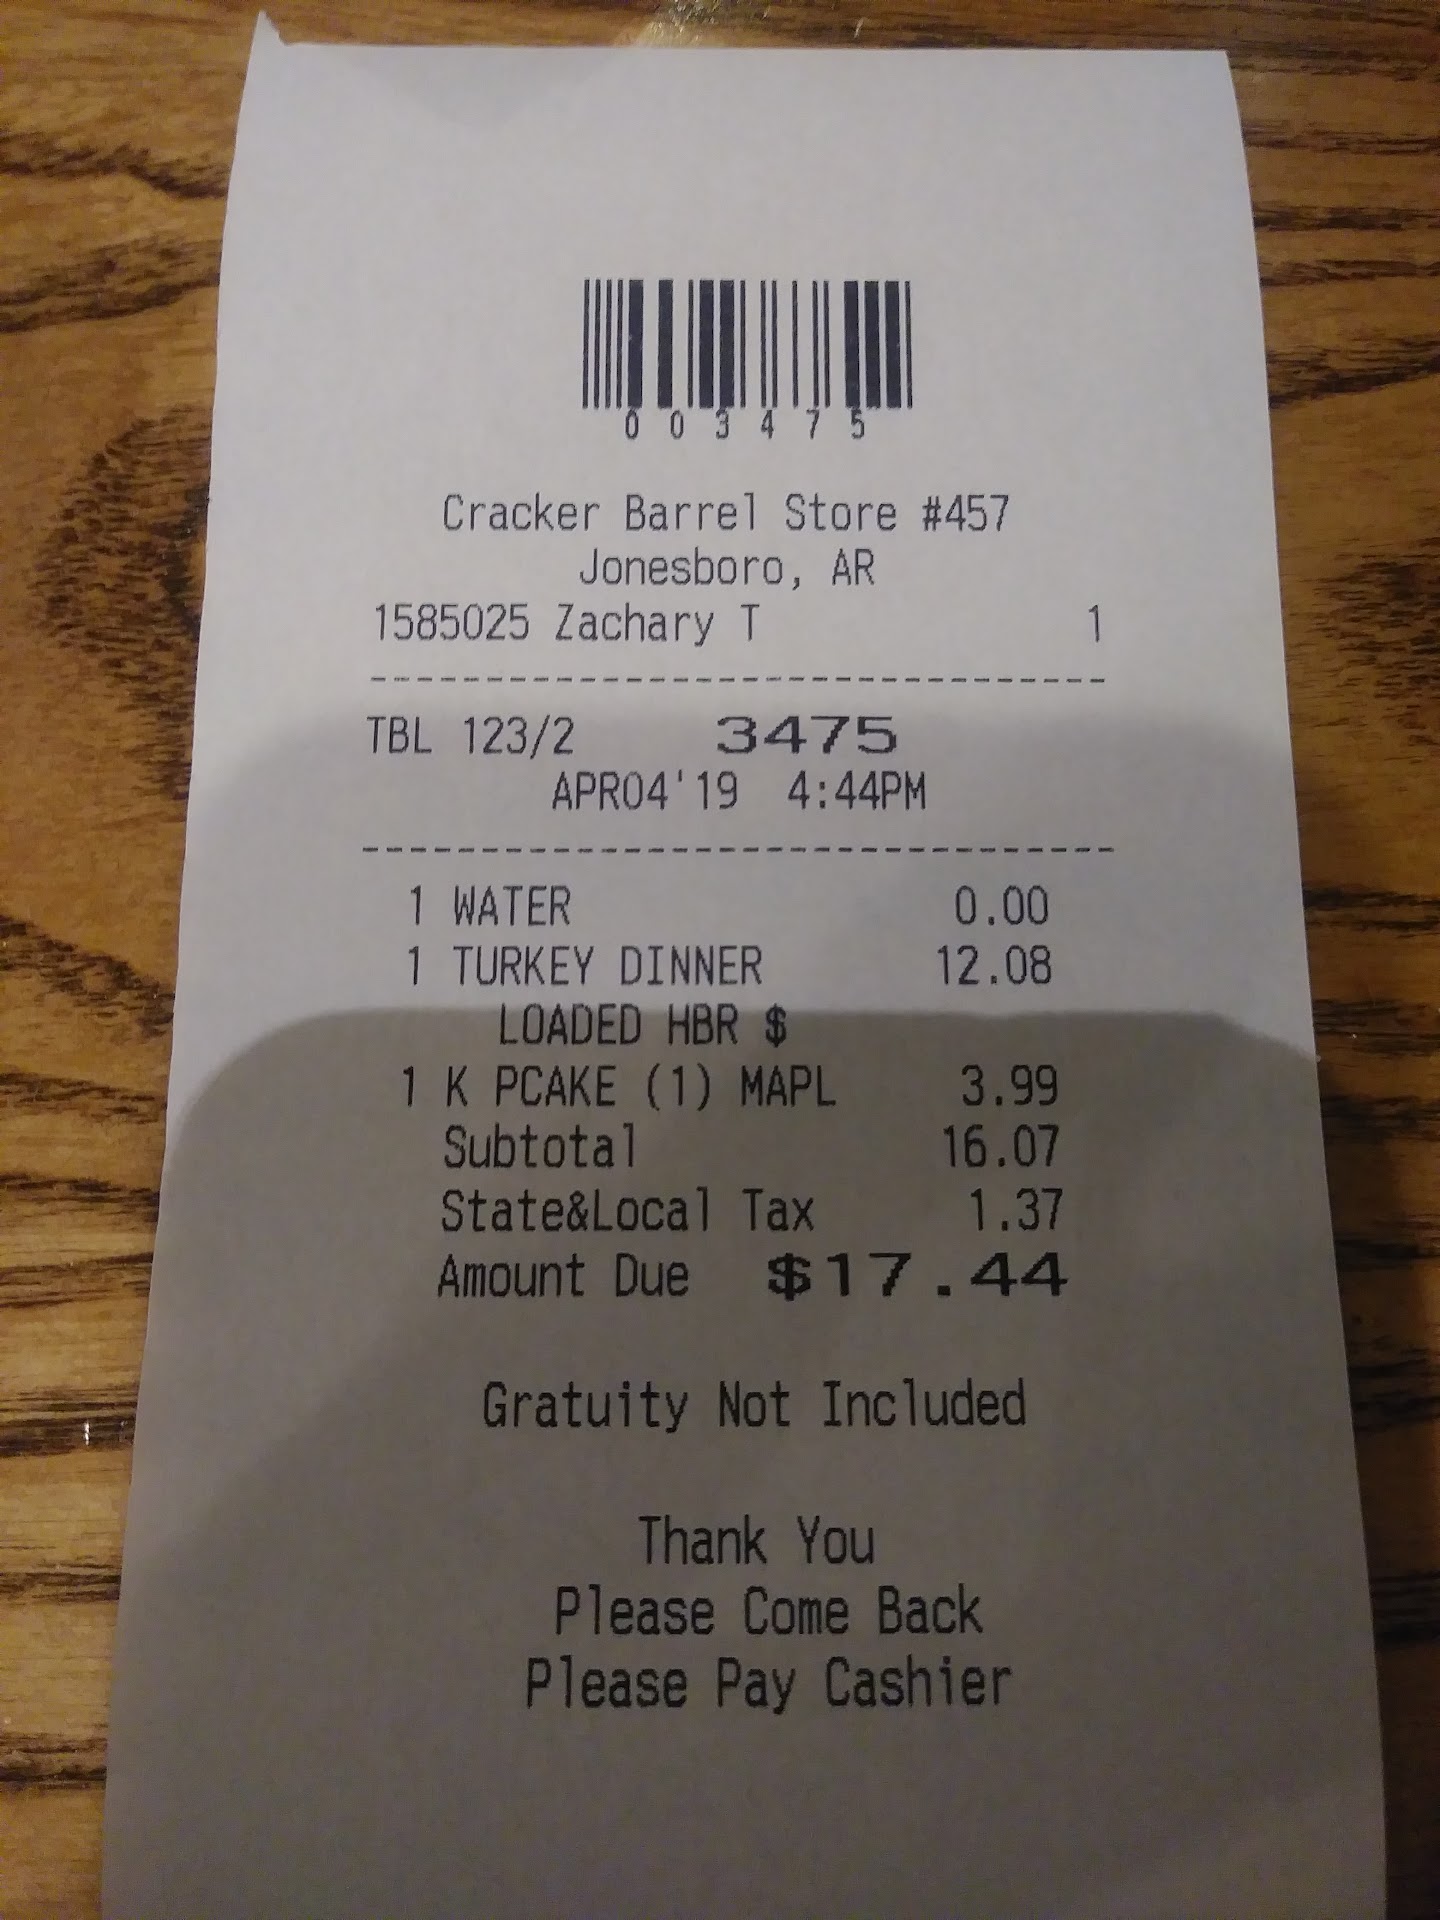 003475
Cracker Barrel Store #457
Jonesboro, AR
1585025 Zachary T 1
TBL 123/2 3475
APR04'19 4:44PM
1 WATER 0.00
1 TURKEY DINNER 12.08
LOADED HBR $
1 K PCAKE (1) MAPL 3.99
Subtotal 16.07
State&Local Tax 1.37
Amount Due $17.44
Gratuity Not Included
Thank You
Please Come Back
Please Pay Cashier